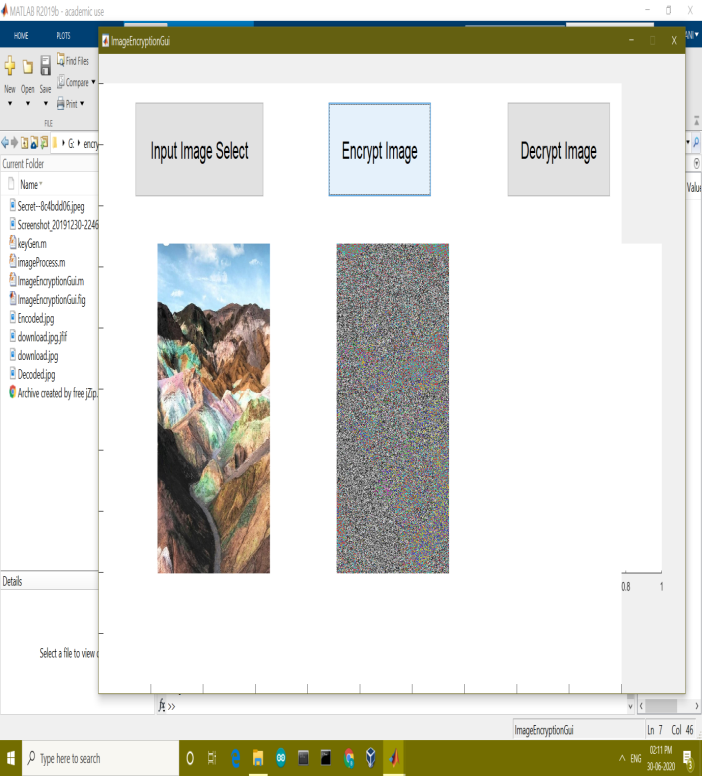 MATLAB R2019b - academic use
HOME
PLOTS
ANI
ImageEncryptionGui
Find Files
Compare
Print
New
Open
Save
FILE
G:
encry
Current Folder
Name
Value
Secret--8c4bdd06.jpeg
Screenshot_20191230-2246
keyGen.m
imageProcess.m
ImageEncryptionGui.m
ImageEncryptionGui.fig
Encoded.jpg
download.jpg.jfif
download.jpg
Decoded.jpg
Archive created by free jZip.
Input Image Select
Encrypt Image
Decrypt Image
0.8
1
Details
Select a file to view d
fx >>
ImageEncryptionGui
Ln 7 Col 46
Type here to search
ENG
02:11 PM
30-06-2020
3